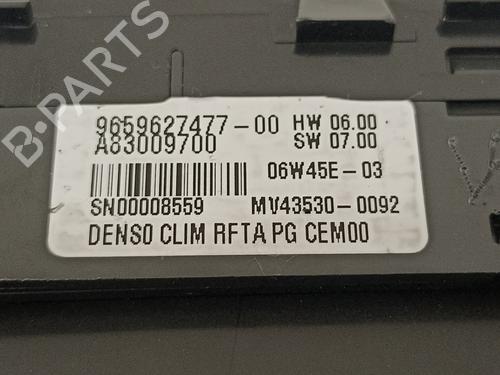 9659627477-00 HW 06.00
A83009700 SW 07.00
06W45E-03
SN00008559 MV43530-0092
DENSO CLIM RFTA PG CEM00
B-PARTS